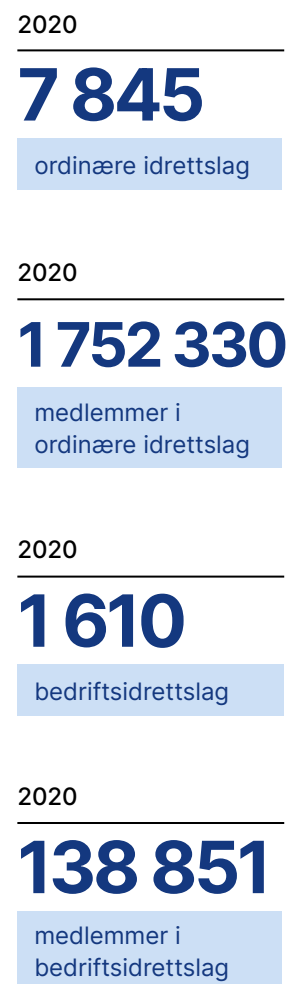 2020
7 845
ordinære idrettslag
2020
1 752 330
medlemmer i
ordinære idrettslag
2020
1 610
bedriftsidrettslag
2020
138 851
medlemmer i
bedriftsidrettslag